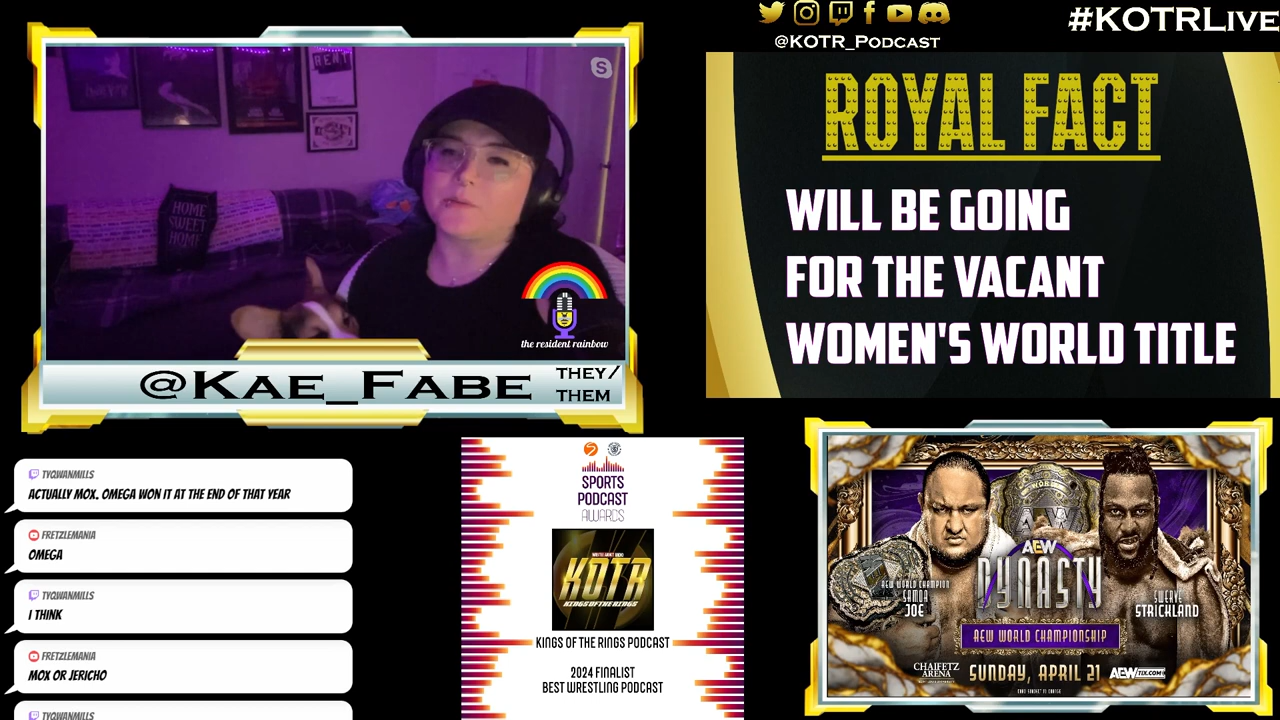 @KOTR_PODCAST
#KOTRLIVE
ROYAL FACT
WILL BE GOING
FOR THE VACANT
WOMEN'S WORLD TITLE
RENT
HOME
SWEET
HOME
the resident rainbow
@KAE_FABE
THEY/
THEM
TYQWANMILLS
ACTUALLY MOX. OMEGA WON IT AT THE END OF THAT YEAR
FRETZLEMANIA
OMEGA
TYQWANMILLS
I THINK
FRETZLEMANIA
MOX OR JERICHO
TYQWANMILLS
SPORTS
PODCAST
AWARDS
KOTR
KINGS OF THE RINGS
KINGS OF THE RINGS PODCAST
2024 FINALIST
BEST WRESTLING PODCAST
AEW
DYNASTY
AEW WORLD CHAMPION
SAMOA
JOE
SWERVE
STRICKLAND
AEW WORLD CHAMPIONSHIP
CHAIFETZ
ARENA
SUNDAY, APRIL 21
AEWTIX.COM